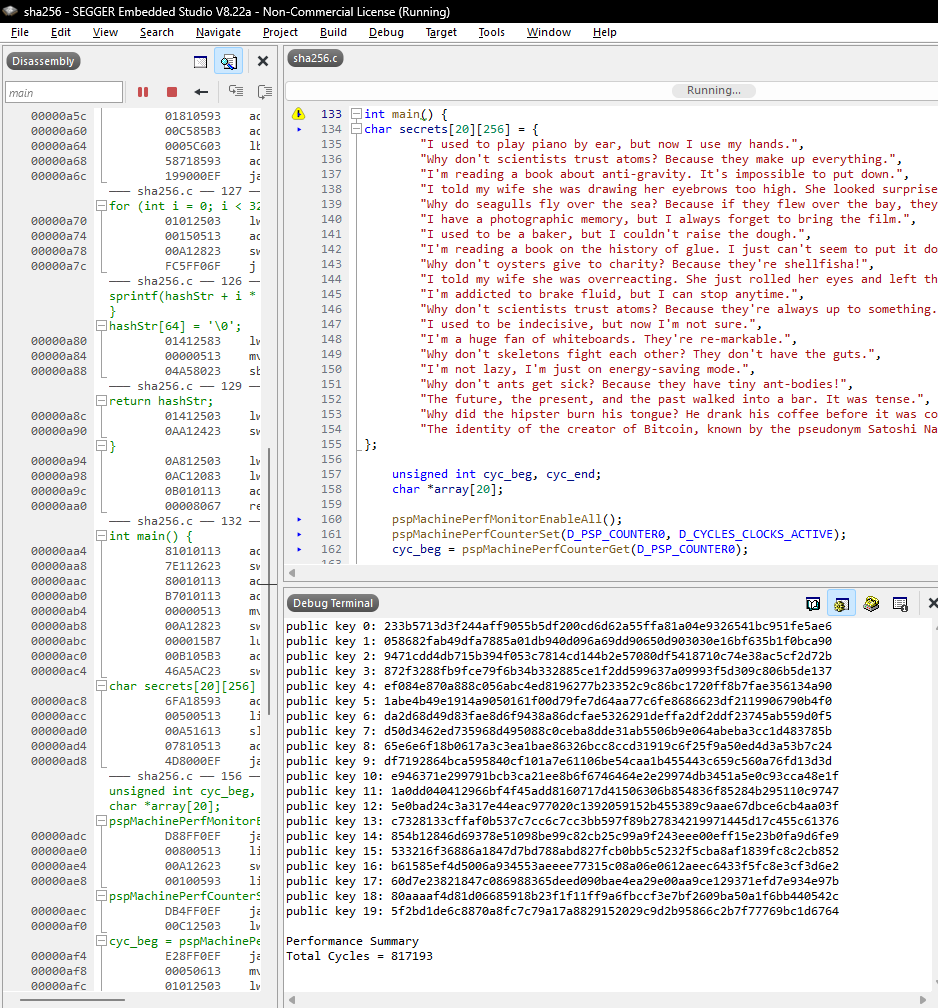 sha256 - SEGGER Embedded Studio V8.22a - Non-Commercial License (Running)
File Edit View Search Navigate Project Build Debug Target Tools Window Help
Disassembly
main
00000a5c 01810593 ac
00000a60 00C585B3 ac
00000a64 0005C603 lb
00000a68 58718593 ac
00000a6c 199000EF ja
sha256.c — 127
for (int i = 0; i < 32
00000a70 01012503 lw
00000a74 00150513 ac
00000a78 00A12823 sw
00000a7c FC5FF06F j
sha256.c — 126
sprintf(hashStr + i *
}
hashStr[64] = '\0';
00000a80 01412583 lw
00000a84 00000513 mv
00000a88 04A58023 sb
sha256.c — 129
return hashStr;
00000a8c 01412503 lw
00000a90 0AA12423 sw
}
00000a94 0A812503 lw
00000a98 0AC12083 lw
00000a9c 0B010113 ac
00000aa0 00008067 re
sha256.c — 132
int main() {
00000aa4 81010113 ac
00000aa8 7E112623 sw
00000aac 80010113 ac
00000ab0 B7010113 ac
00000ab4 00000513 mv
00000ab8 00A12823 sw
00000abc 000015B7 lu
00000ac0 00B105B3 ac
00000ac4 46A5AC23 sw
char secrets[20][256]
00000ac8 6FA18593 ac
00000acc 00500513 li
00000ad0 00A51613 sl
00000ad4 07810513 ac
00000ad8 4D8000EF ja
sha256.c — 156
unsigned int cyc_beg,
char *array[20];
pspMachinePerfMonitorE
00000adc D88FF0EF ja
00000ae0 00800513 li
00000ae4 00A12623 sw
00000ae8 00100593 li
pspMachinePerfCounterS
00000aec DB4FF0EF ja
00000af0 00C12503 lw
cyc_beg = pspMachinePe
00000af4 E28FF0EF ja
00000af8 00050613 mv
00000afc 01012503 lw
sha256.c
Running...
133 int main() {
134 char secrets[20][256] = {
135 "I used to play piano by ear, but now I use my hands.",
136 "Why don't scientists trust atoms? Because they make up everything.",
137 "I'm reading a book about anti-gravity. It's impossible to put down.",
138 "I told my wife she was drawing her eyebrows too high. She looked surprise
139 "Why do seagulls fly over the sea? Because if they flew over the bay, they
140 "I have a photographic memory, but I always forget to bring the film.",
141 "I used to be a baker, but I couldn't raise the dough.",
142 "I'm reading a book on the history of glue. I just can't seem to put it do
143 "Why don't oysters give to charity? Because they're shellfisha!",
144 "I told my wife she was overreacting. She just rolled her eyes and left th
145 "I'm addicted to brake fluid, but I can stop anytime.",
146 "Why don't scientists trust atoms? Because they're always up to something.
147 "I used to be indecisive, but now I'm not sure.",
148 "I'm a huge fan of whiteboards. They're re-markable.",
149 "Why don't skeletons fight each other? They don't have the guts.",
150 "I'm not lazy, I'm just on energy-saving mode.",
151 "Why don't ants get sick? Because they have tiny ant-bodies!",
152 "The future, the present, and the past walked into a bar. It was tense.",
153 "Why did the hipster burn his tongue? He drank his coffee before it was co
154 "The identity of the creator of Bitcoin, known by the pseudonym Satoshi Na
155 };
156
157 unsigned int cyc_beg, cyc_end;
158 char *array[20];
159
160 pspMachinePerfMonitorEnableAll();
161 pspMachinePerfCounterSet(D_PSP_COUNTER0, D_CYCLES_CLOCKS_ACTIVE);
162 cyc_beg = pspMachinePerfCounterGet(D_PSP_COUNTER0);
Debug Terminal
public key 0: 233b5713d3f244aff9055b5df200cd6d62a55ffa81a04e9326541bc951fe5ae6
public key 1: 058682fab49dfa7885a01db940d096a69dd90650d903030e16bf635b1f0bca90
public key 2: 9471cdd4db715b394f053c7814cd144b2e57080df5418710c74e38ac5cf2d72b
public key 3: 872f3288fb9fce79f6b34b332885ce1f2dd599637a09993f5d309c806b5de137
public key 4: ef084e870a888c056abc4ed8196277b23352c9c86bc1720ff8b7fae356134a90
public key 5: 1abe4b49e1914a9050161f00d79fe7d64aa77c6fe8686623df2119906790b4f0
public key 6: da2d68d49d83fae8d6f9438a86dcfae5326291deffa2df2ddf23745ab559d0f5
public key 7: d50d3462ed735968d495088c0ceba8dde31ab5506b9e064abeba3cc1d483785b
public key 8: 65e6e6f18b0617a3c3ea1bae86326bcc8ccd31919c6f25f9a50ed4d3a53b7c24
public key 9: df7192864bca595840cf101a7e61106be54caa1b455443c659c560a76fd13d3d
public key 10: e946371e299791bcb3ca21ee8b6f6746464e2e29974db3451a5e0c93cca48e1f
public key 11: 1a0dd040412966bf4f45add8160717d41506306b854836f85284b295110c9747
public key 12: 5e0bad24c3a317e44eac977020c1392059152b455389c9aae67dbce6cb4aa03f
public key 13: c7328133cffaf0b537c7cc6c7cc3bb597f89b27834219971445d17c455c61376
public key 14: 854b12846d69378e51098be99c82cb25c99a9f243eee00eff15e23b0fa9d6fe9
public key 15: 533216f36886a1847d7bd788abd827fcb0bb5c5232f5cba8af1839fc8c2cb852
public key 16: b61585ef4d5006a934553aeeee77315c08a06e0612aeec6433f5fc8e3cf3d6e2
public key 17: 60d7e23821847c086988365deed090bae4ea29e00aa9ce129371efd7e934e97b
public key 18: 80aaaaf4d81d06685918b23f1f11ff9a6fbccf3e7bf2609ba50a1f6bb440542c
public key 19: 5f2bd1de6c8870a8fc7c79a17a8829152029c9d2b95866c2b7f77769bc1d6764
Performance Summary
Total Cycles = 817193